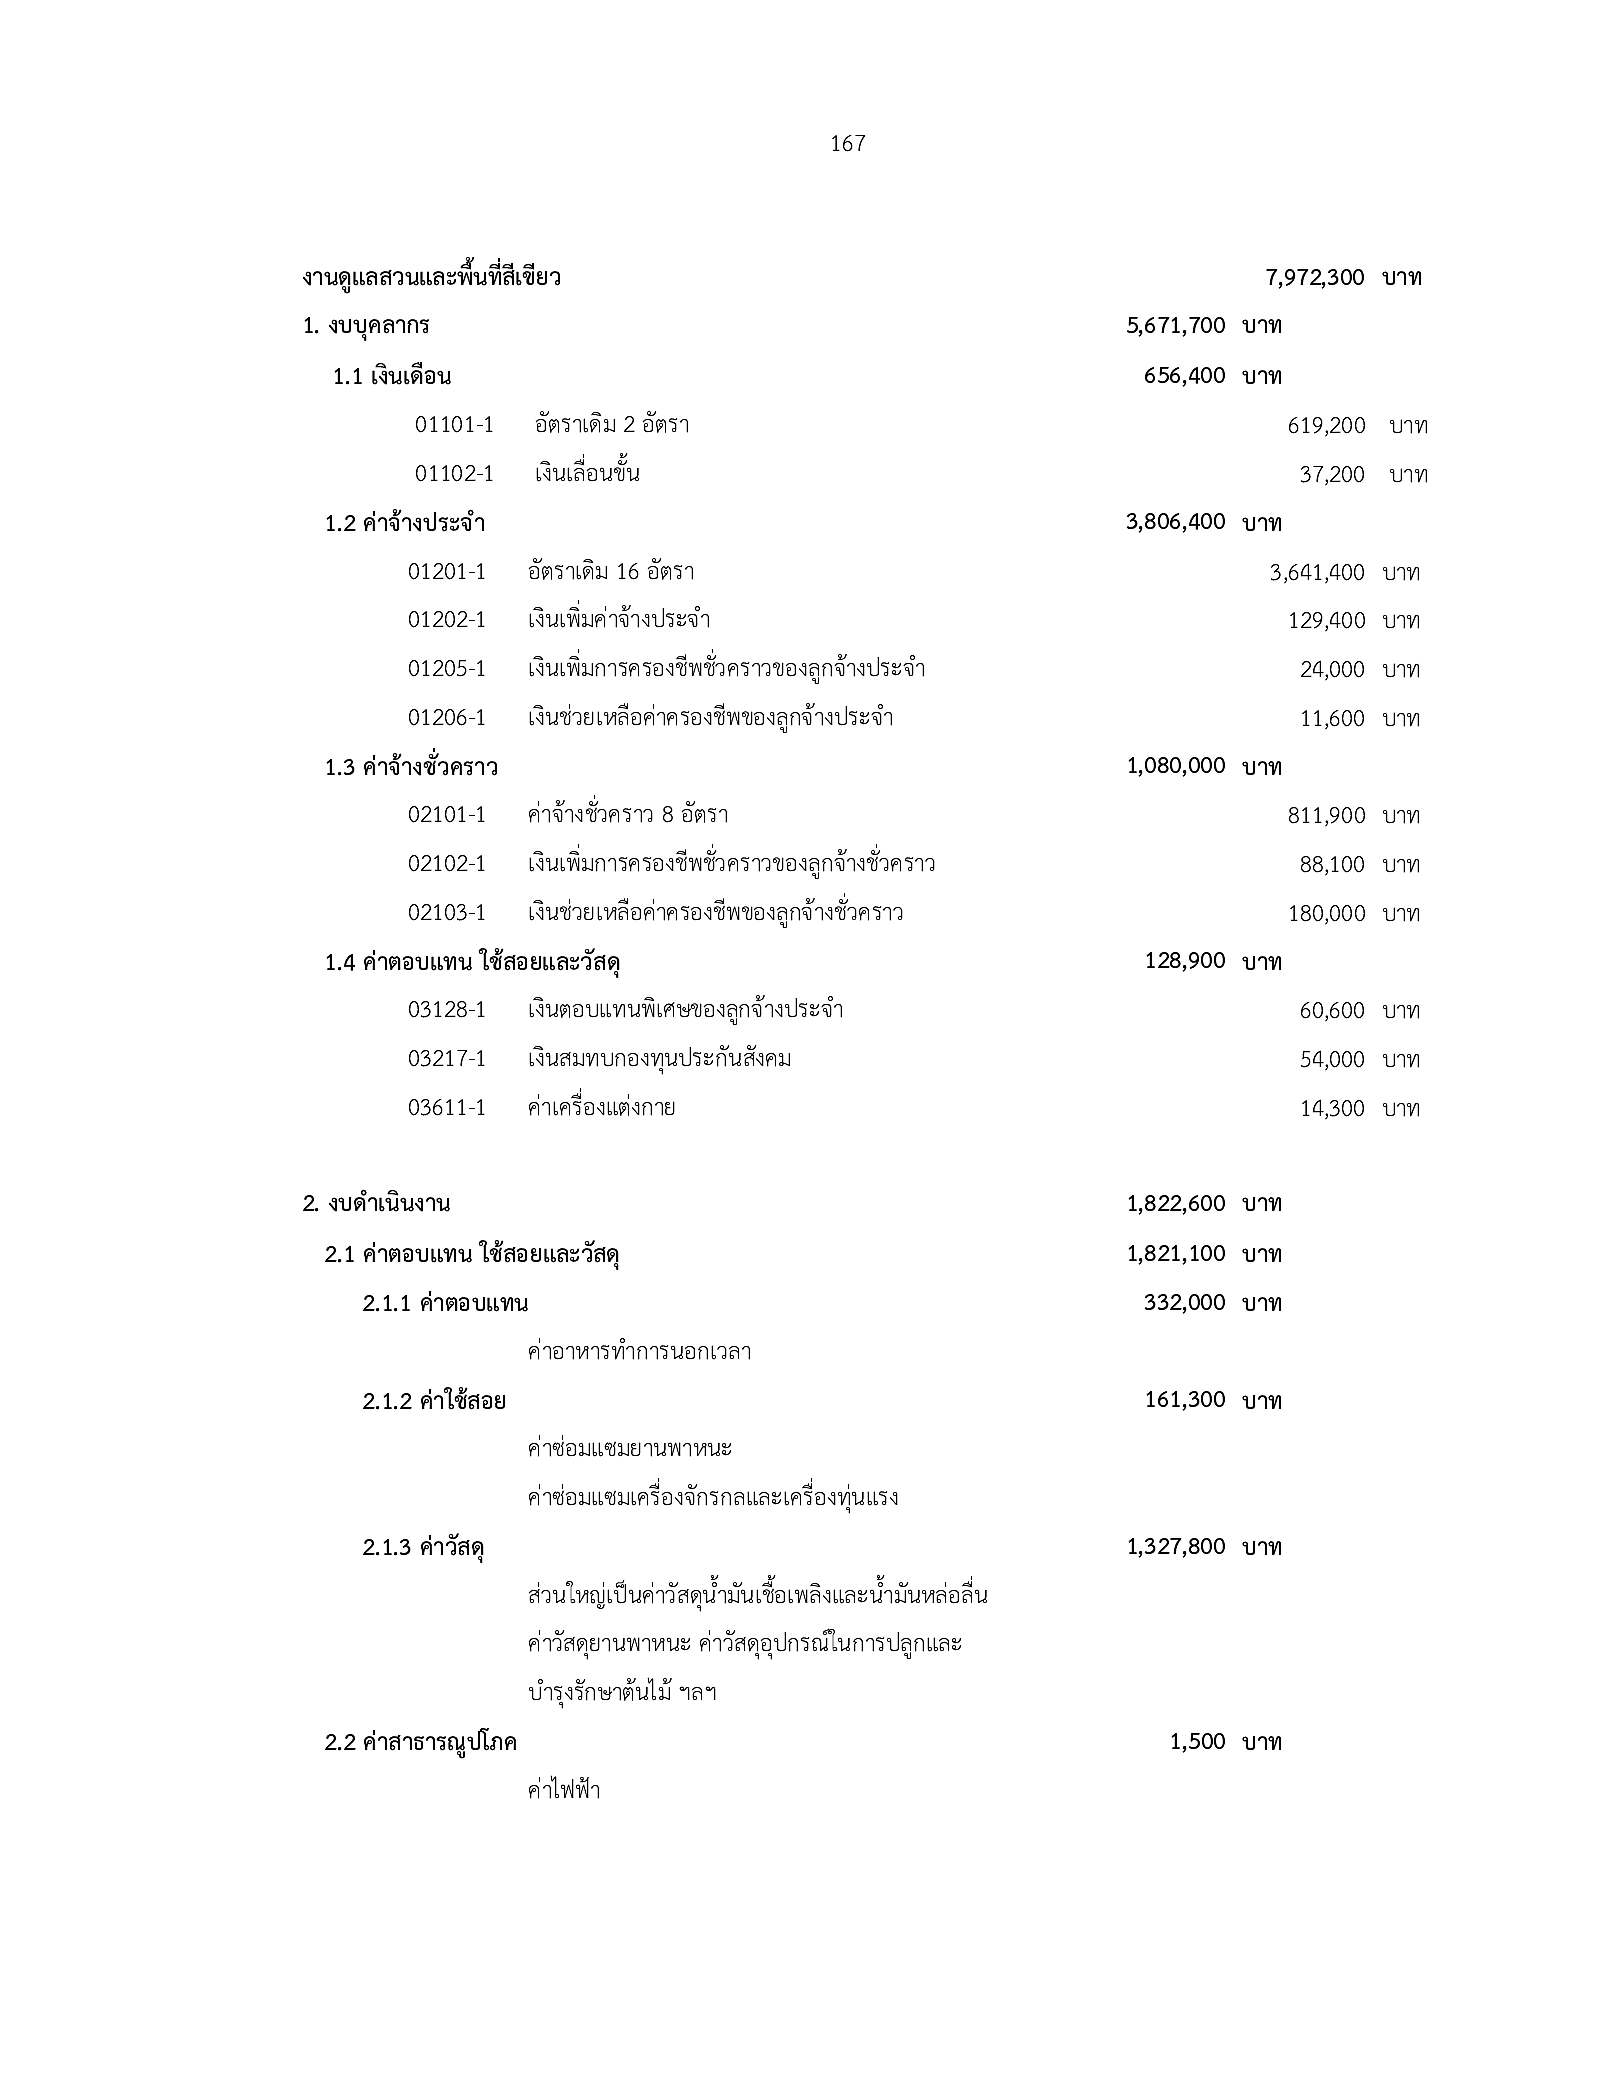 167
งานดูแลสวนและพื้นที่สีเขียว 7,972,300 บาท
1. งบบุคลากร 5,671,700 บาท
1.1 เงินเดือน 656,400 บาท
01101-1 อัตราเดิม 2 อัตรา 619,200 บาท
01102-1 เงินเลื่อนขั้น 37,200 บาท
1.2 ค่าจ้างประจำ 3,806,400 บาท
01201-1 อัตราเดิม 16 อัตรา 3,641,400 บาท
01202-1 เงินเพิ่มค่าจ้างประจำ 129,400 บาท
01205-1 เงินเพิ่มการครองชีพชั่วคราวของลูกจ้างประจำ 24,000 บาท
01206-1 เงินช่วยเหลือค่าครองชีพของลูกจ้างประจำ 11,600 บาท
1.3 ค่าจ้างชั่วคราว 1,080,000 บาท
02101-1 ค่าจ้างชั่วคราว 8 อัตรา 811,900 บาท
02102-1 เงินเพิ่มการครองชีพชั่วคราวของลูกจ้างชั่วคราว 88,100 บาท
02103-1 เงินช่วยเหลือค่าครองชีพของลูกจ้างชั่วคราว 180,000 บาท
1.4 ค่าตอบแทน ใช้สอยและวัสดุ 128,900 บาท
03128-1 เงินตอบแทนพิเศษของลูกจ้างประจำ 60,600 บาท
03217-1 เงินสมทบกองทุนประกันสังคม 54,000 บาท
03611-1 ค่าเครื่องแต่งกาย 14,300 บาท
2. งบดำเนินงาน 1,822,600 บาท
2.1 ค่าตอบแทน ใช้สอยและวัสดุ 1,821,100 บาท
2.1.1 ค่าตอบแทน 332,000 บาท
ค่าอาหารทำการนอกเวลา
2.1.2 ค่าใช้สอย 161,300 บาท
ค่าซ่อมแซมยานพาหนะ
ค่าซ่อมแซมเครื่องจักรกลและเครื่องทุ่นแรง
2.1.3 ค่าวัสดุ 1,327,800 บาท
ส่วนใหญ่เป็นค่าวัสดุน้ำมันเชื้อเพลิงและน้ำมันหล่อลื่น
ค่าวัสดุยานพาหนะ ค่าวัสดุอุปกรณ์ในการปลูกและ
บำรุงรักษาต้นไม้ ฯลฯ
2.2 ค่าสาธารณูปโภค 1,500 บาท
ค่าไฟฟ้า